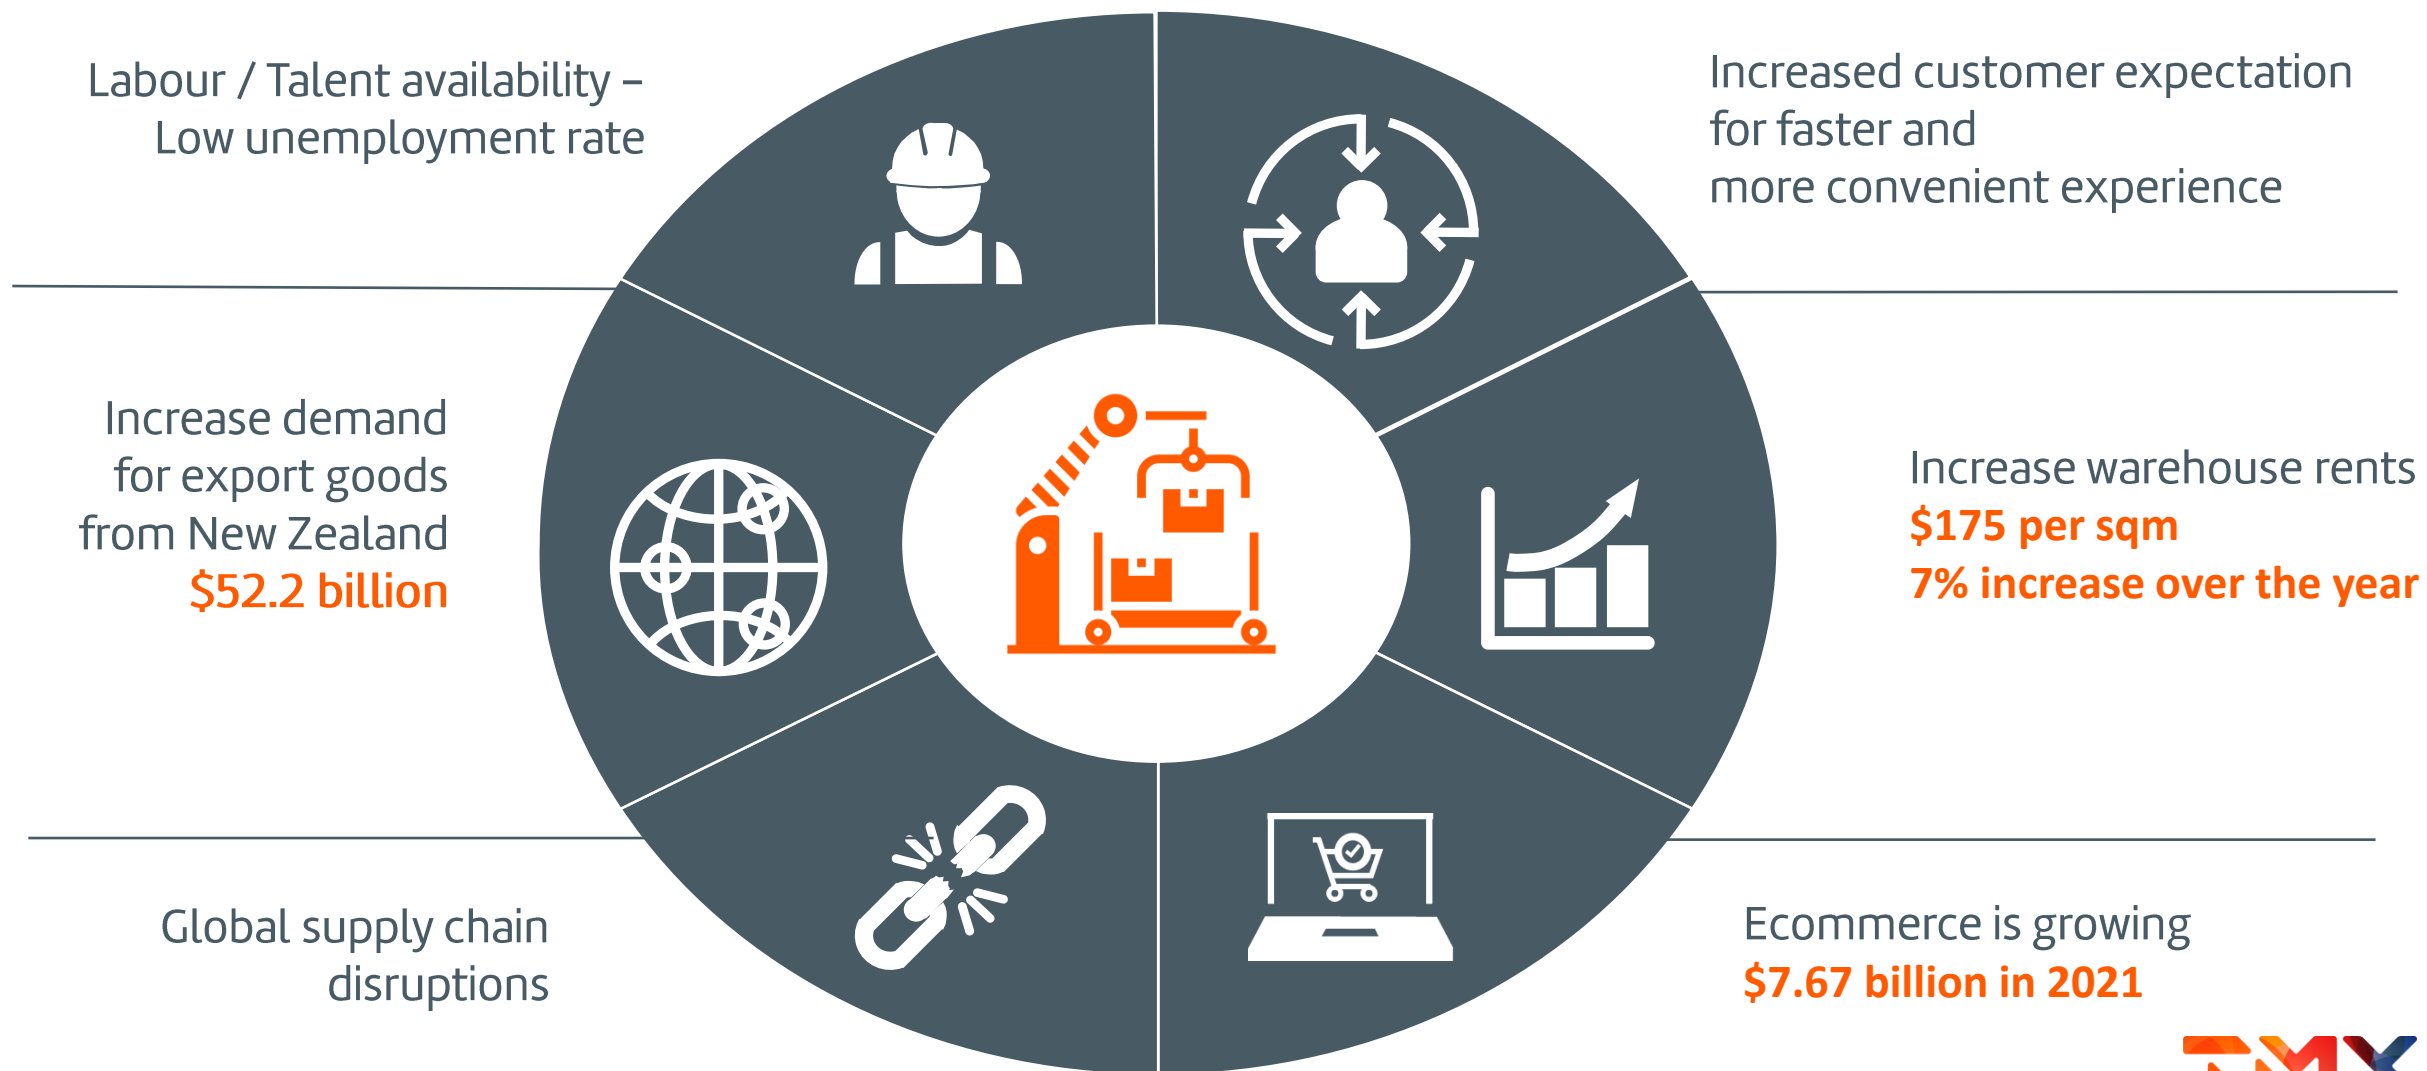 Labour / Talent availability –
Low unemployment rate
Increased customer expectation
for faster and
more convenient experience
Increase demand
for export goods
from New Zealand
$52.2 billion
Increase warehouse rents
$175 per sqm
7% increase over the year
Global supply chain
disruptions
Ecommerce is growing
$7.67 billion in 2021